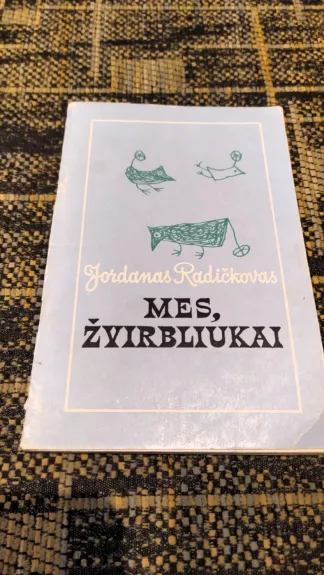 Jordanas Radičkovas
MES,
ŽVIRBLIUKAI